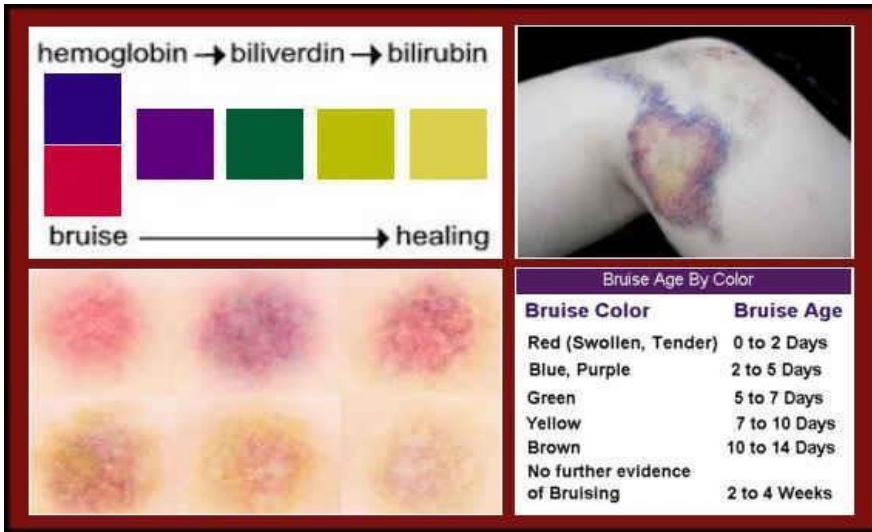 hemoglobin → biliverdin → bilirubin
bruise → healing
Bruise Age By Color
Bruise Color Bruise Age
Red (Swollen, Tender) 0 to 2 Days
Blue, Purple 2 to 5 Days
Green 5 to 7 Days
Yellow 7 to 10 Days
Brown 10 to 14 Days
No further evidence
of Bruising 2 to 4 Weeks